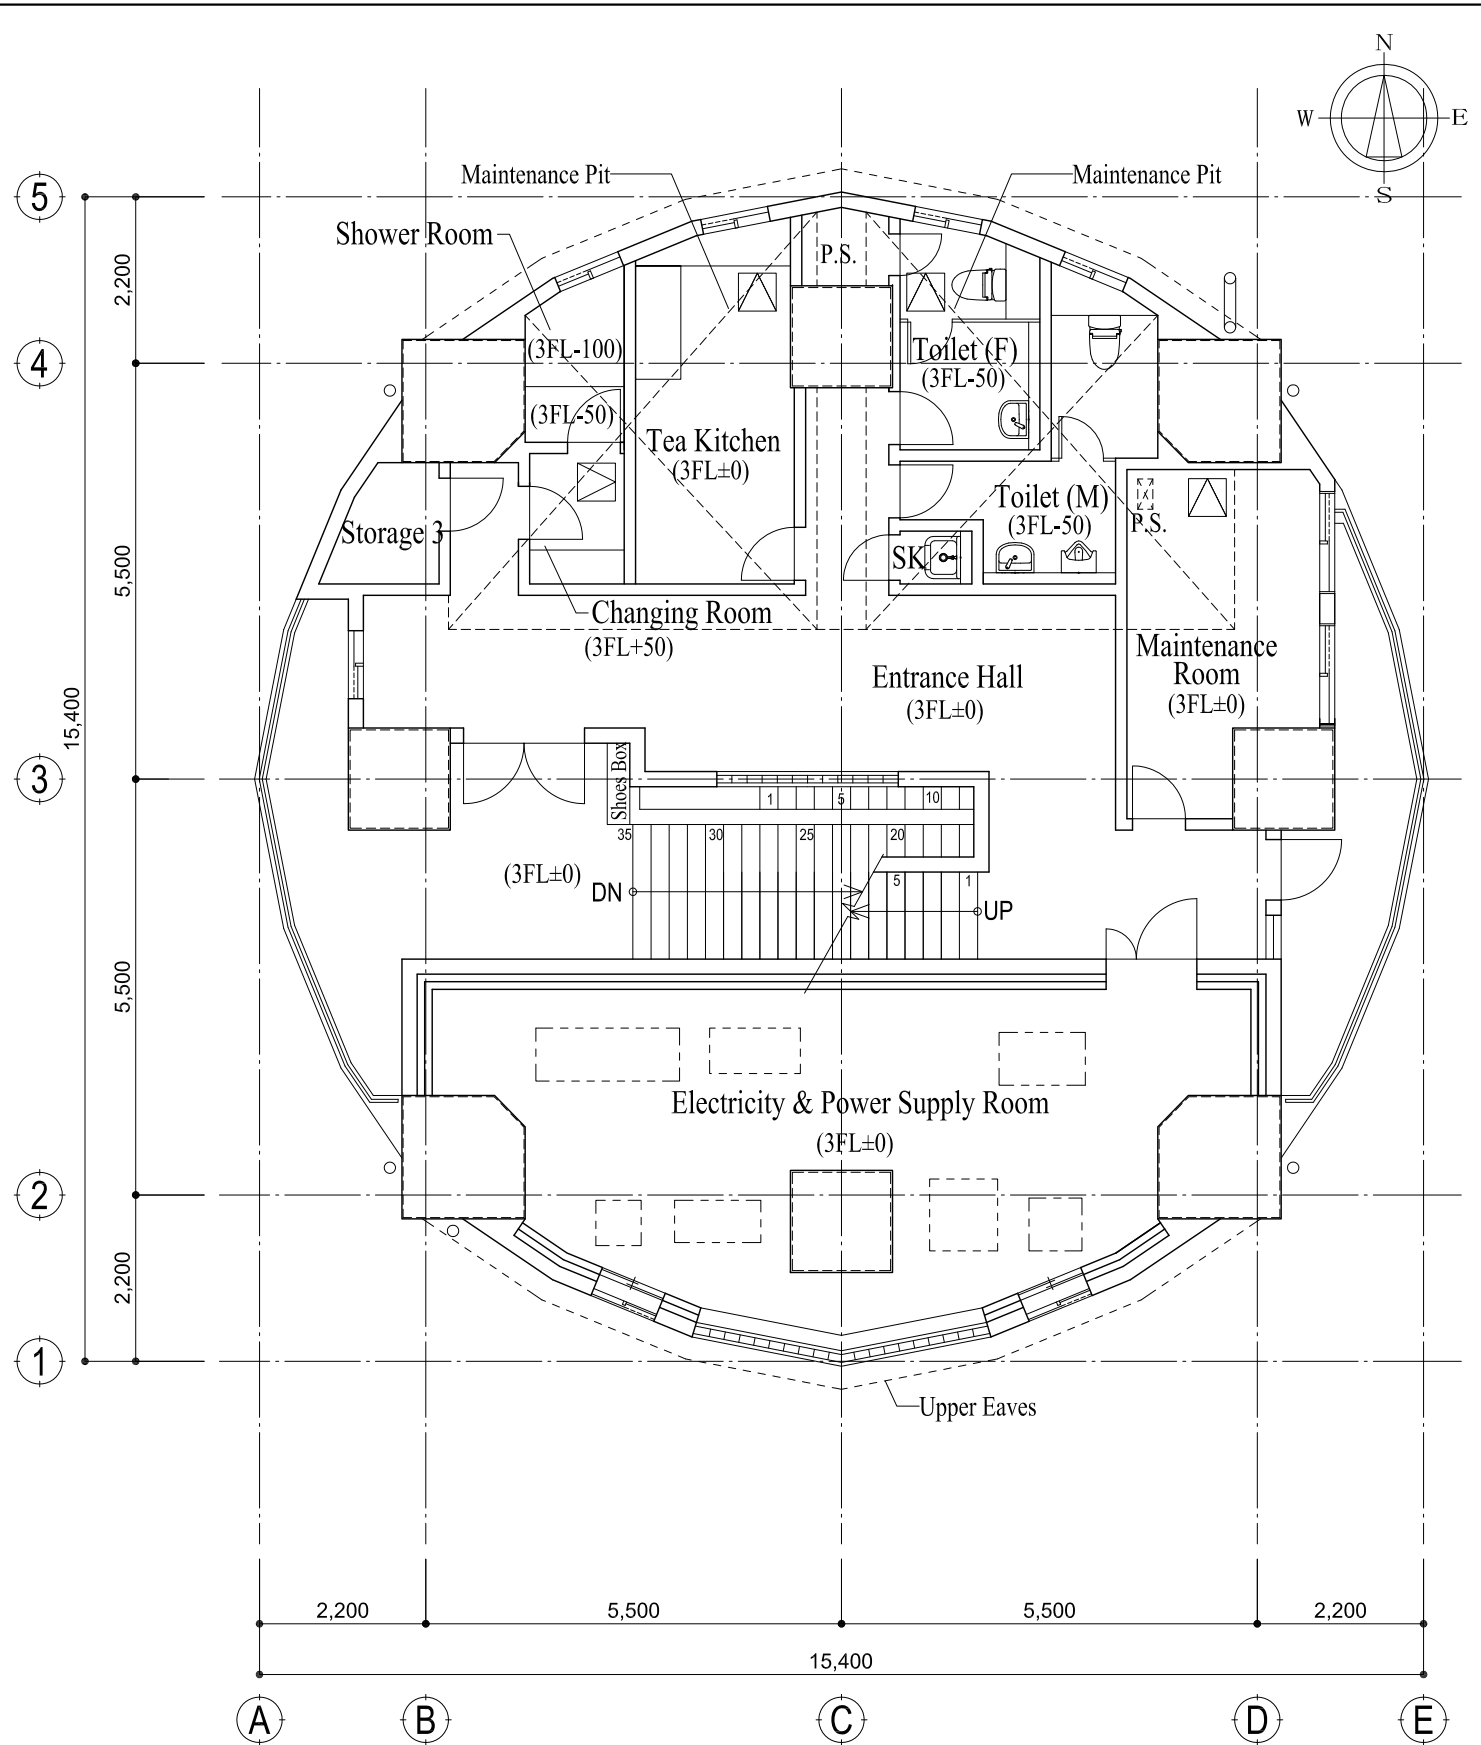 N
W
E
S
5
Maintenance Pit
Maintenance Pit
Shower Room
P.S.
2,200
4
(3FL-100)
Toilet (F)
(3FL-50)
(3FL-50)
Tea Kitchen
(3FL±0)
Toilet (M)
(3FL-50)
P.S.
Storage 3
SK
5,500
Changing Room
(3FL+50)
Maintenance
Room
(3FL±0)
Entrance Hall
(3FL±0)
15,400
3
Shoes Box
1
5
10
35
30
25
20
(3FL±0)
DN
5
1
UP
5,500
Electricity & Power Supply Room
(3FL±0)
2
2,200
1
Upper Eaves
2,200
5,500
5,500
2,200
15,400
A
B
C
D
E